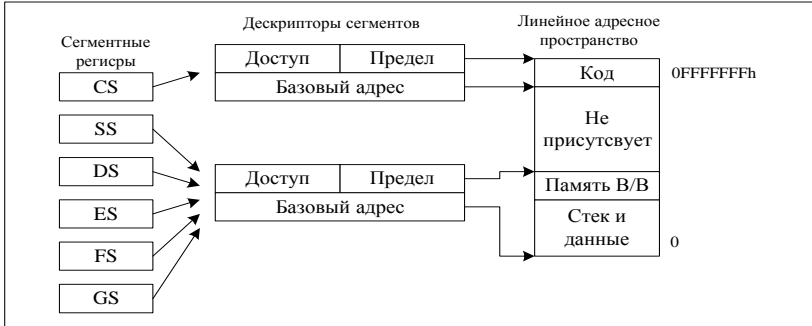 Сегментные
регисры
CS
SS
DS
ES
FS
GS
Дескрипторы сегментов
Доступ Предел
Базовый адрес
Доступ Предел
Базовый адрес
Линейное адресное
пространство
Код
0FFFFFFFh
Не
присутсвует
Память В/В
Стек и
данные
0